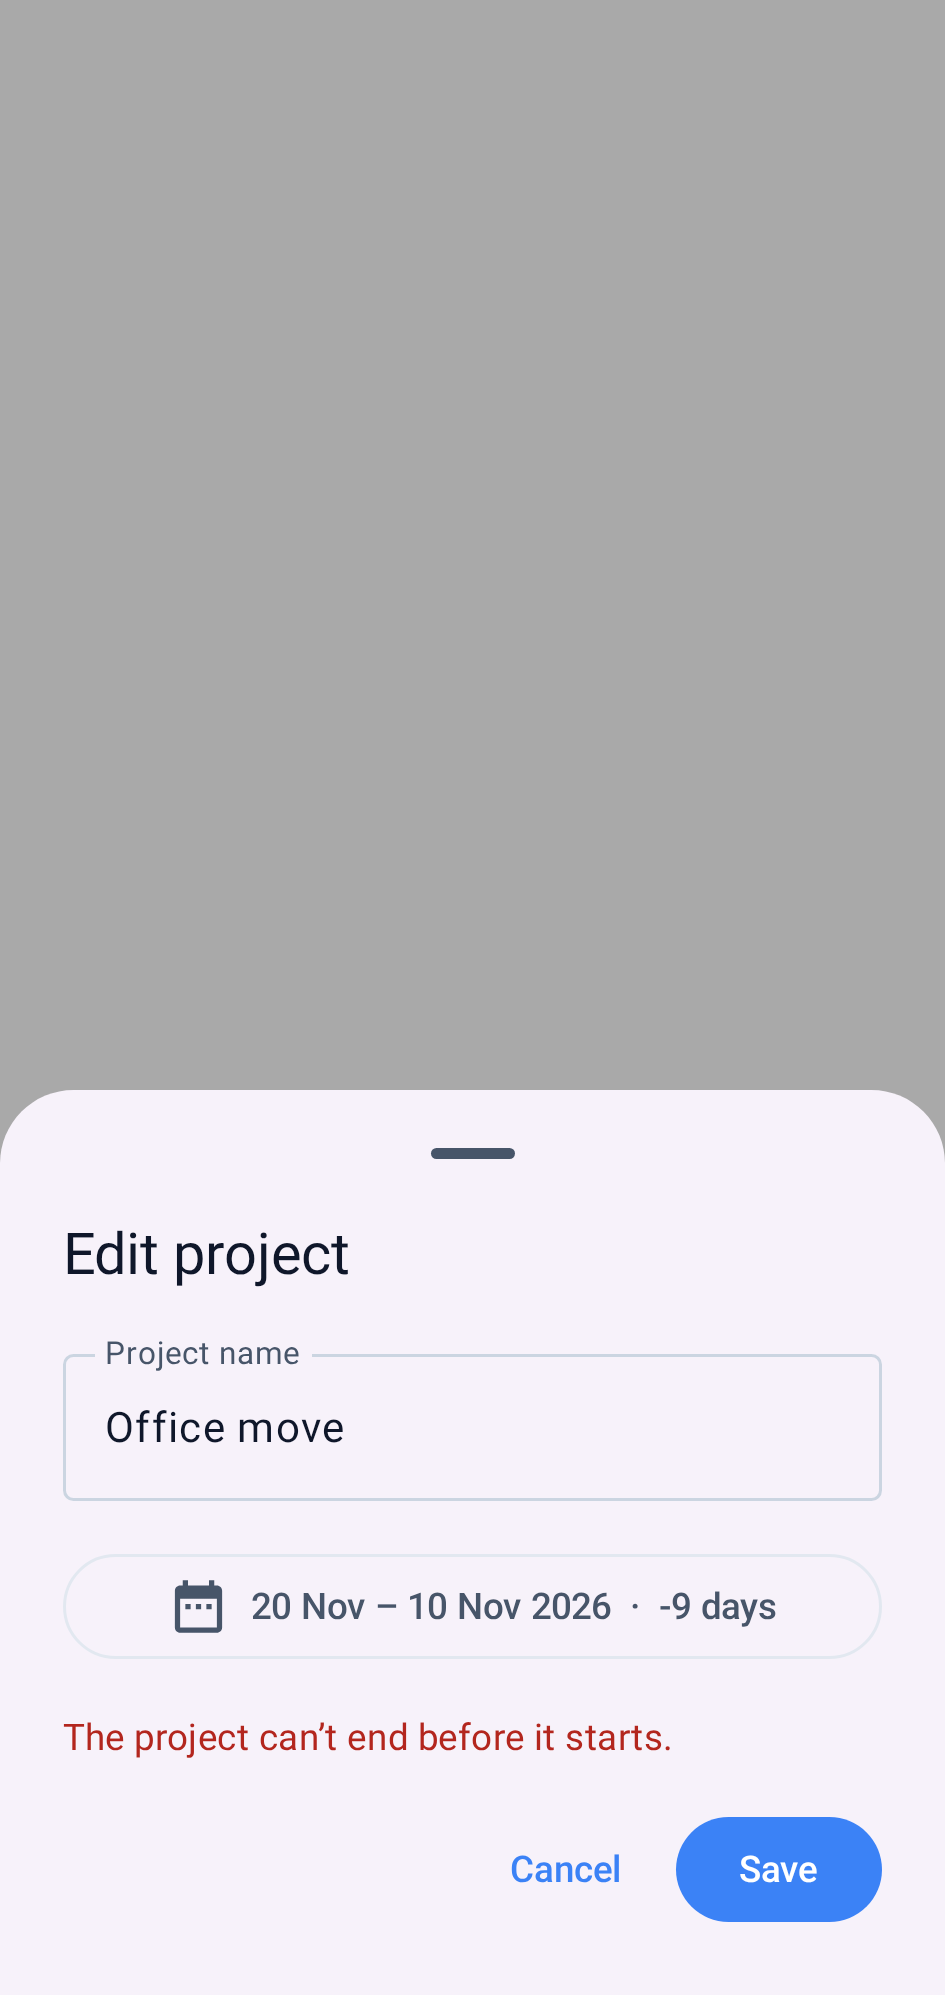 Edit project
Project name
Office move
20 Nov – 10 Nov 2026 · -9 days
The project can’t end before it starts.
Cancel
Save